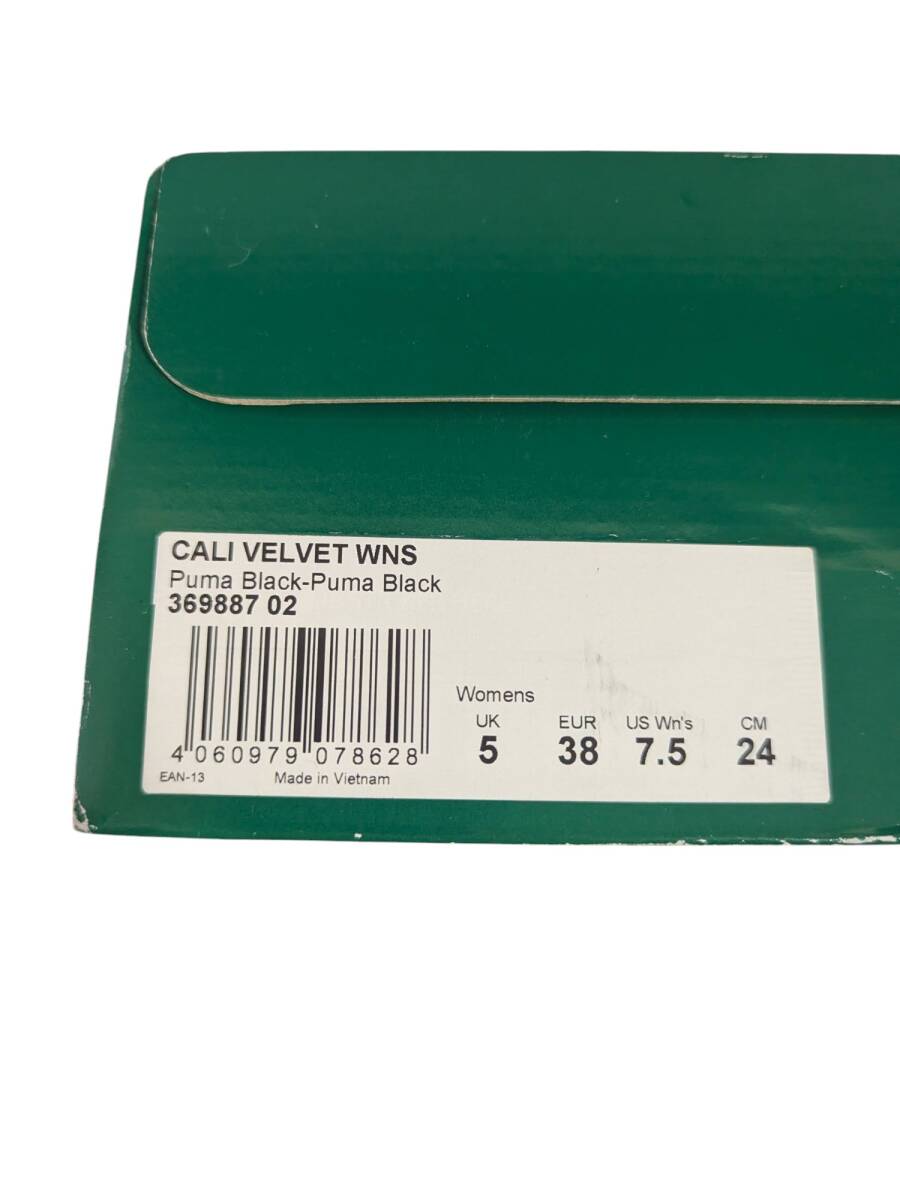 CALI VELVET WNS
Puma Black-Puma Black
369887 02
4 060979 078628
EAN-13 Made in Vietnam
Womens
UK EUR US Wn's CM
5 38 7.5 24